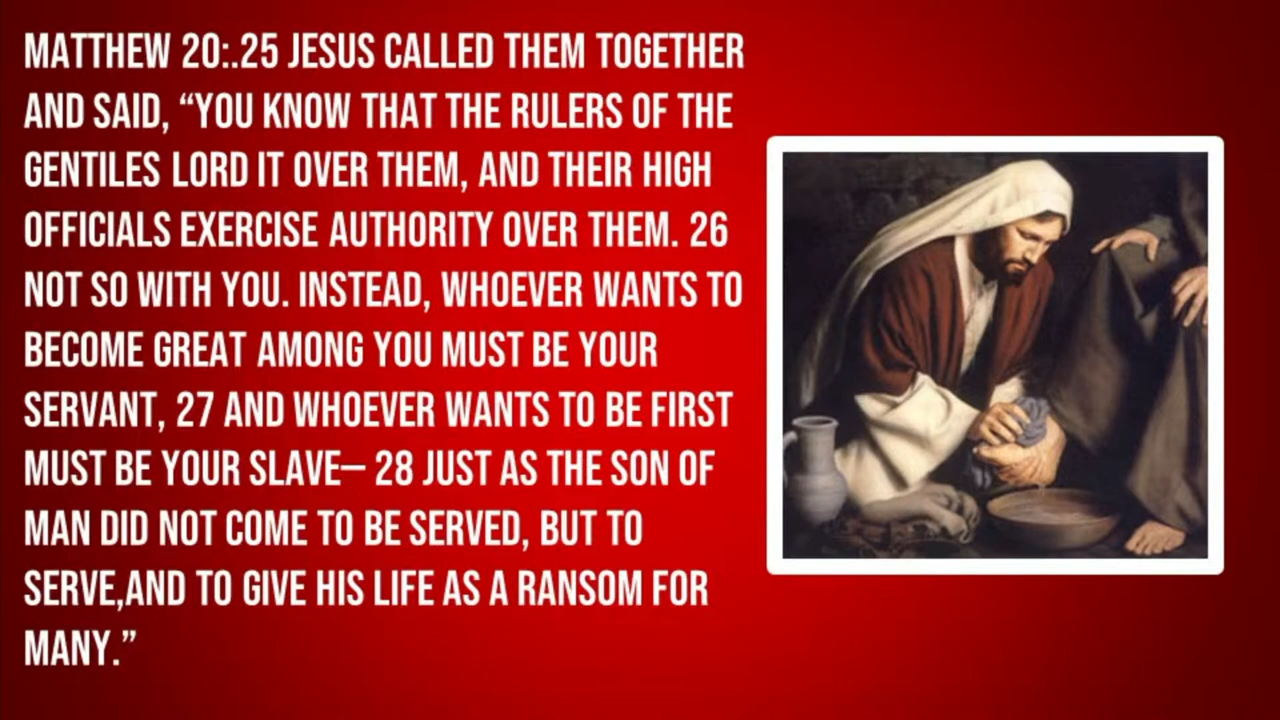 MATTHEW 20:.25 JESUS CALLED THEM TOGETHER
AND SAID, “YOU KNOW THAT THE RULERS OF THE
GENTILES LORD IT OVER THEM, AND THEIR HIGH
OFFICIALS EXERCISE AUTHORITY OVER THEM. 26
NOT SO WITH YOU. INSTEAD, WHOEVER WANTS TO
BECOME GREAT AMONG YOU MUST BE YOUR
SERVANT, 27 AND WHOEVER WANTS TO BE FIRST
MUST BE YOUR SLAVE— 28 JUST AS THE SON OF
MAN DID NOT COME TO BE SERVED, BUT TO
SERVE,AND TO GIVE HIS LIFE AS A RANSOM FOR
MANY.”